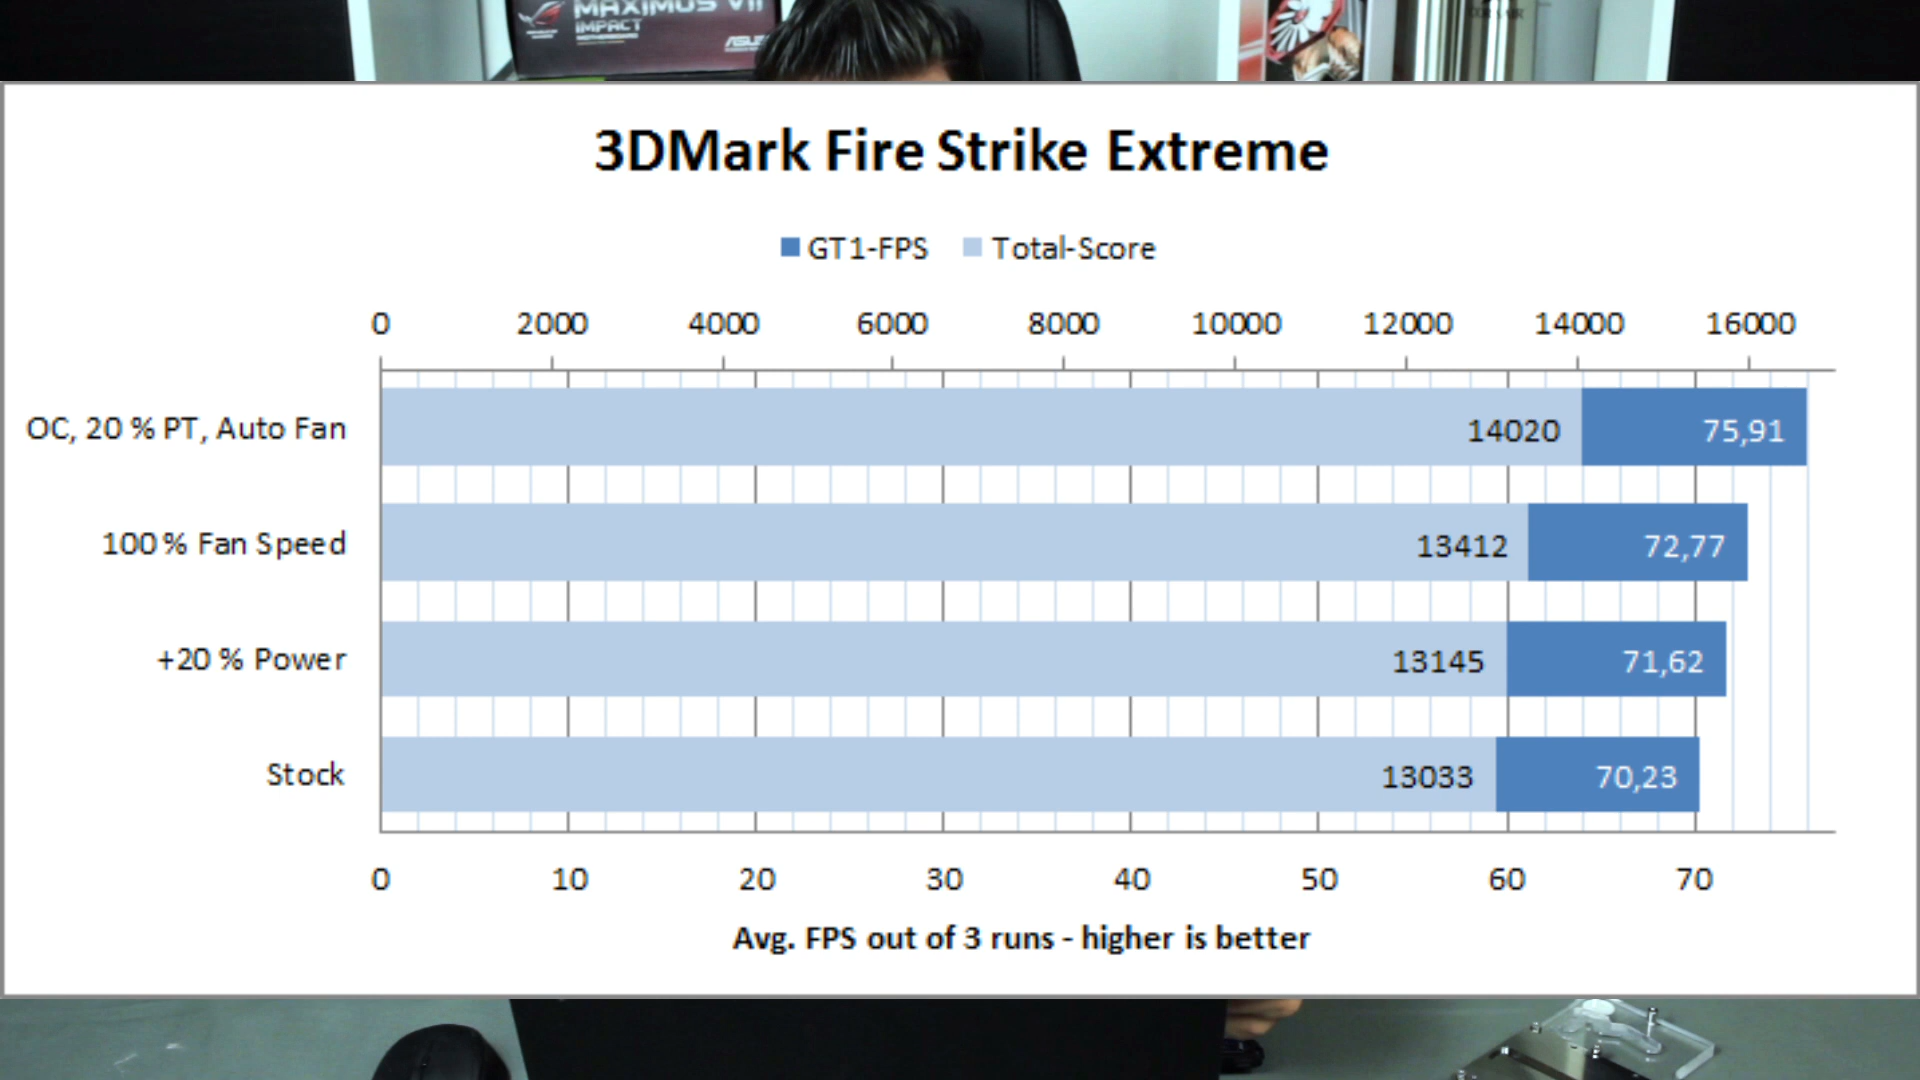 MAXIMUS VII
IMPACT
MOTHERBOARD
ASUS
3DMark Fire Strike Extreme
GT1-FPS Total-Score
0 2000 4000 6000 8000 10000 12000 14000 16000
OC, 20 % PT, Auto Fan 14020 75,91
100 % Fan Speed 13412 72,77
+20 % Power 13145 71,62
Stock 13033 70,23
0 10 20 30 40 50 60 70
Avg. FPS out of 3 runs - higher is better